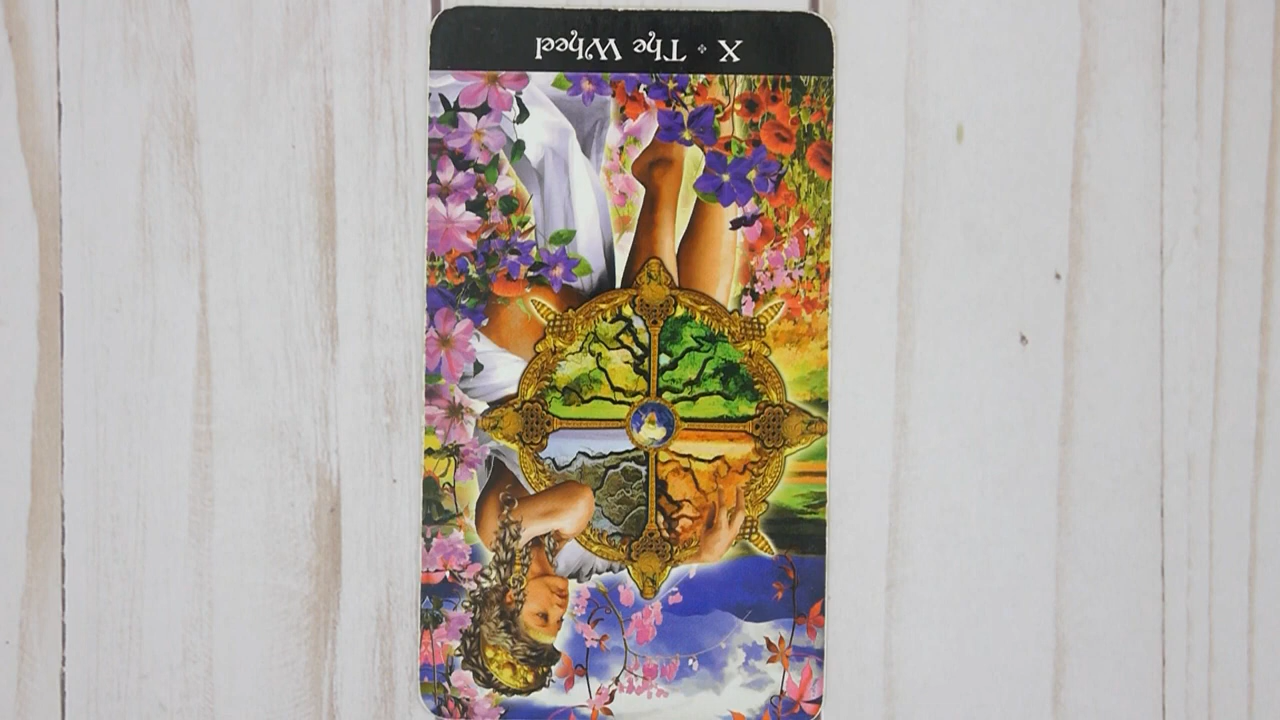 X ✧ The Wheel